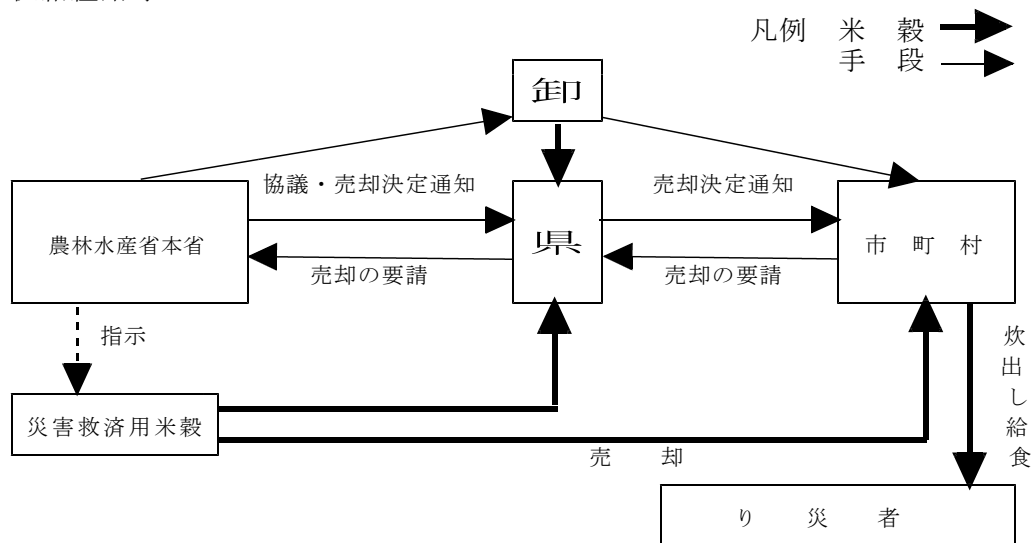 凡例 米 穀
手 段
卸
協議・売却決定通知
売却決定通知
農林水産省本省
県
市 町 村
売却の要請
売却の要請
指示
炊出し給食
災害救済用米穀
売 却
り 災 者